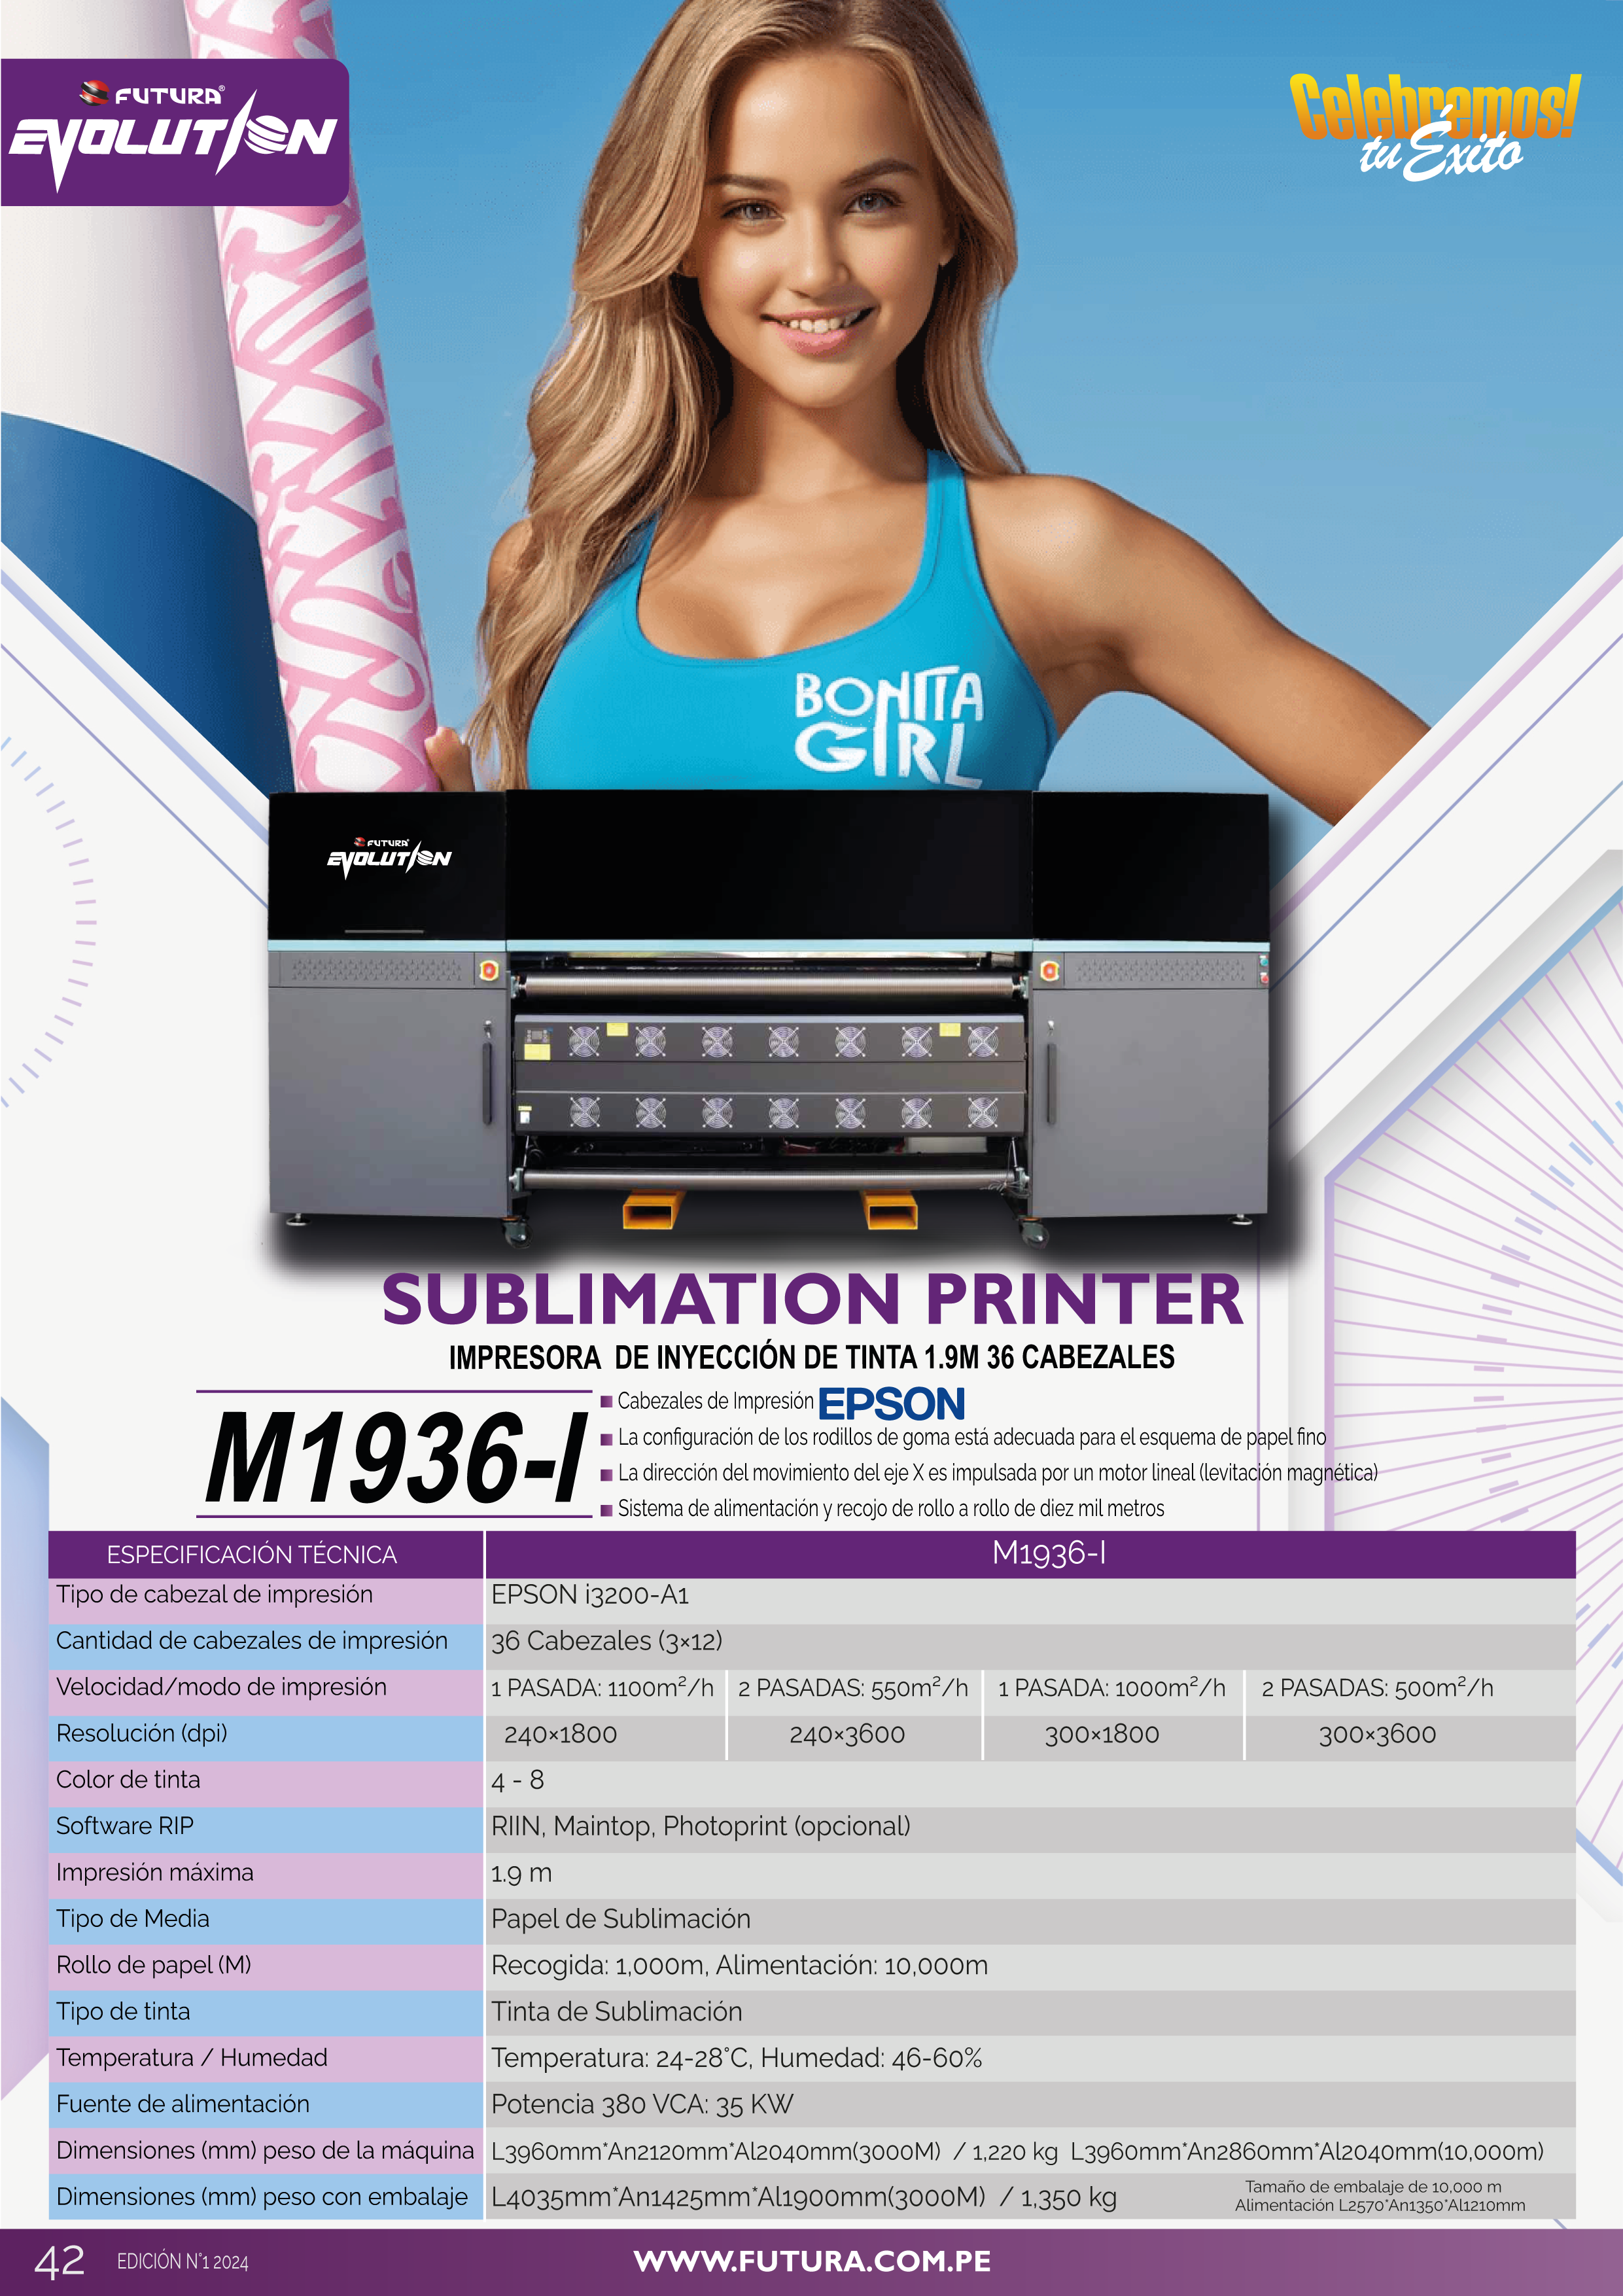 FUTURA®
EVOLUTION
Celebremos!
tu Éxito
BONITA
GIRL
FUTURA®
EVOLUTION
SUBLIMATION PRINTER
IMPRESORA DE INYECCIÓN DE TINTA 1.9M 36 CABEZALES
M1936-I
Cabezales de Impresión EPSON
La configuración de los rodillos de goma está adecuada para el esquema de papel fino
La dirección del movimiento del eje X es impulsada por un motor lineal (levitación magnética)
Sistema de alimentación y recojo de rollo a rollo de diez mil metros
ESPECIFICACIÓN TÉCNICA M1936-I
Tipo de cabezal de impresión EPSON i3200-A1
Cantidad de cabezales de impresión 36 Cabezales (3×12)
Velocidad/modo de impresión 1 PASADA: 1100m²/h 2 PASADAS: 550m²/h 1 PASADA: 1000m²/h 2 PASADAS: 500m²/h
Resolución (dpi) 240×1800 240×3600 300×1800 300×3600
Color de tinta 4 - 8
Software RIP RIIN, Maintop, Photoprint (opcional)
Impresión máxima 1.9 m
Tipo de Media Papel de Sublimación
Rollo de papel (M) Recogida: 1,000m, Alimentación: 10,000m
Tipo de tinta Tinta de Sublimación
Temperatura / Humedad Temperatura: 24-28°C, Humedad: 46-60%
Fuente de alimentación Potencia 380 VCA: 35 KW
Dimensiones (mm) peso de la máquina L3960mm*An2120mm*Al2040mm(3000M) / 1,220 kg L3960mm*An2860mm*Al2040mm(10,000m)
Dimensiones (mm) peso con embalaje L4035mm*An1425mm*Al1900mm(3000M) / 1,350 kg Tamaño de embalaje de 10,000 m
Alimentación L2570*An1350*Al1210mm
42 EDICIÓN N°1 2024 WWW.FUTURA.COM.PE